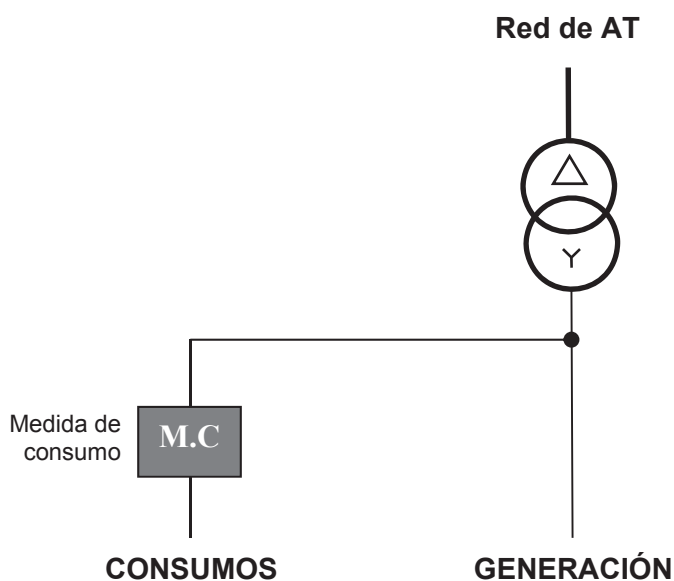 Red de AT
Medida de
consumo
M.C
CONSUMOS
GENERACIÓN